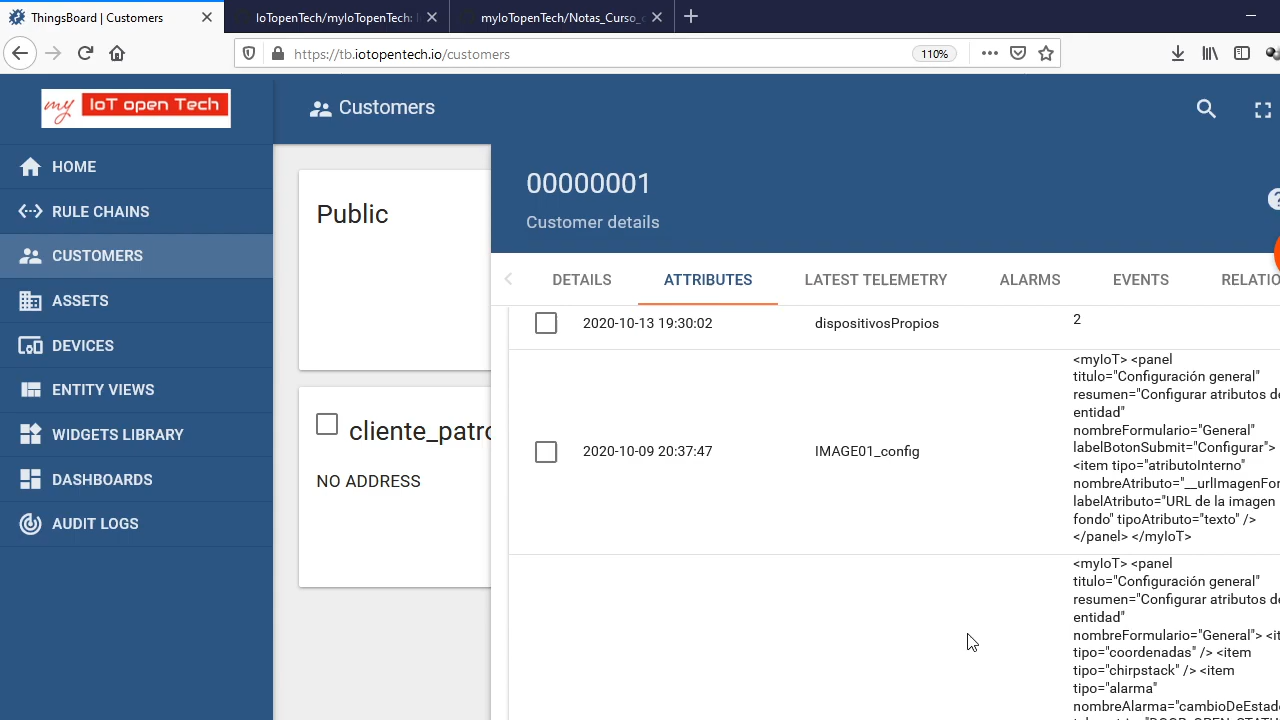 ThingsBoard | Customers
IoTopenTech/myIoTopenTech:
myIoTopenTech/Notas_Curso_
https://tb.iotopentech.io/customers
110%
my IoT open Tech
Customers
HOME
RULE CHAINS
CUSTOMERS
ASSETS
DEVICES
ENTITY VIEWS
WIDGETS LIBRARY
DASHBOARDS
AUDIT LOGS
Public
cliente_patro
NO ADDRESS
00000001
Customer details
DETAILS
ATTRIBUTES
LATEST TELEMETRY
ALARMS
EVENTS
RELATIO
2020-10-13 19:30:02
dispositivosPropios
2
2020-10-09 20:37:47
IMAGE01_config
<myIoT> <panel
titulo="Configuración general"
resumen="Configurar atributos de
entidad"
nombreFormulario="General"
labelBotonSubmit="Configurar">
<item tipo="atributoInterno"
nombreAtributo="__urlImagenFon
labelAtributo="URL de la imagen
fondo" tipoAtributo="texto" />
</panel> </myIoT>
<myIoT> <panel
titulo="Configuración general"
resumen="Configurar atributos de
entidad"
nombreFormulario="General"> <it
tipo="coordenadas" /> <item
tipo="chirpstack" /> <item
tipo="alarma"
nombreAlarma="cambioDeEstad